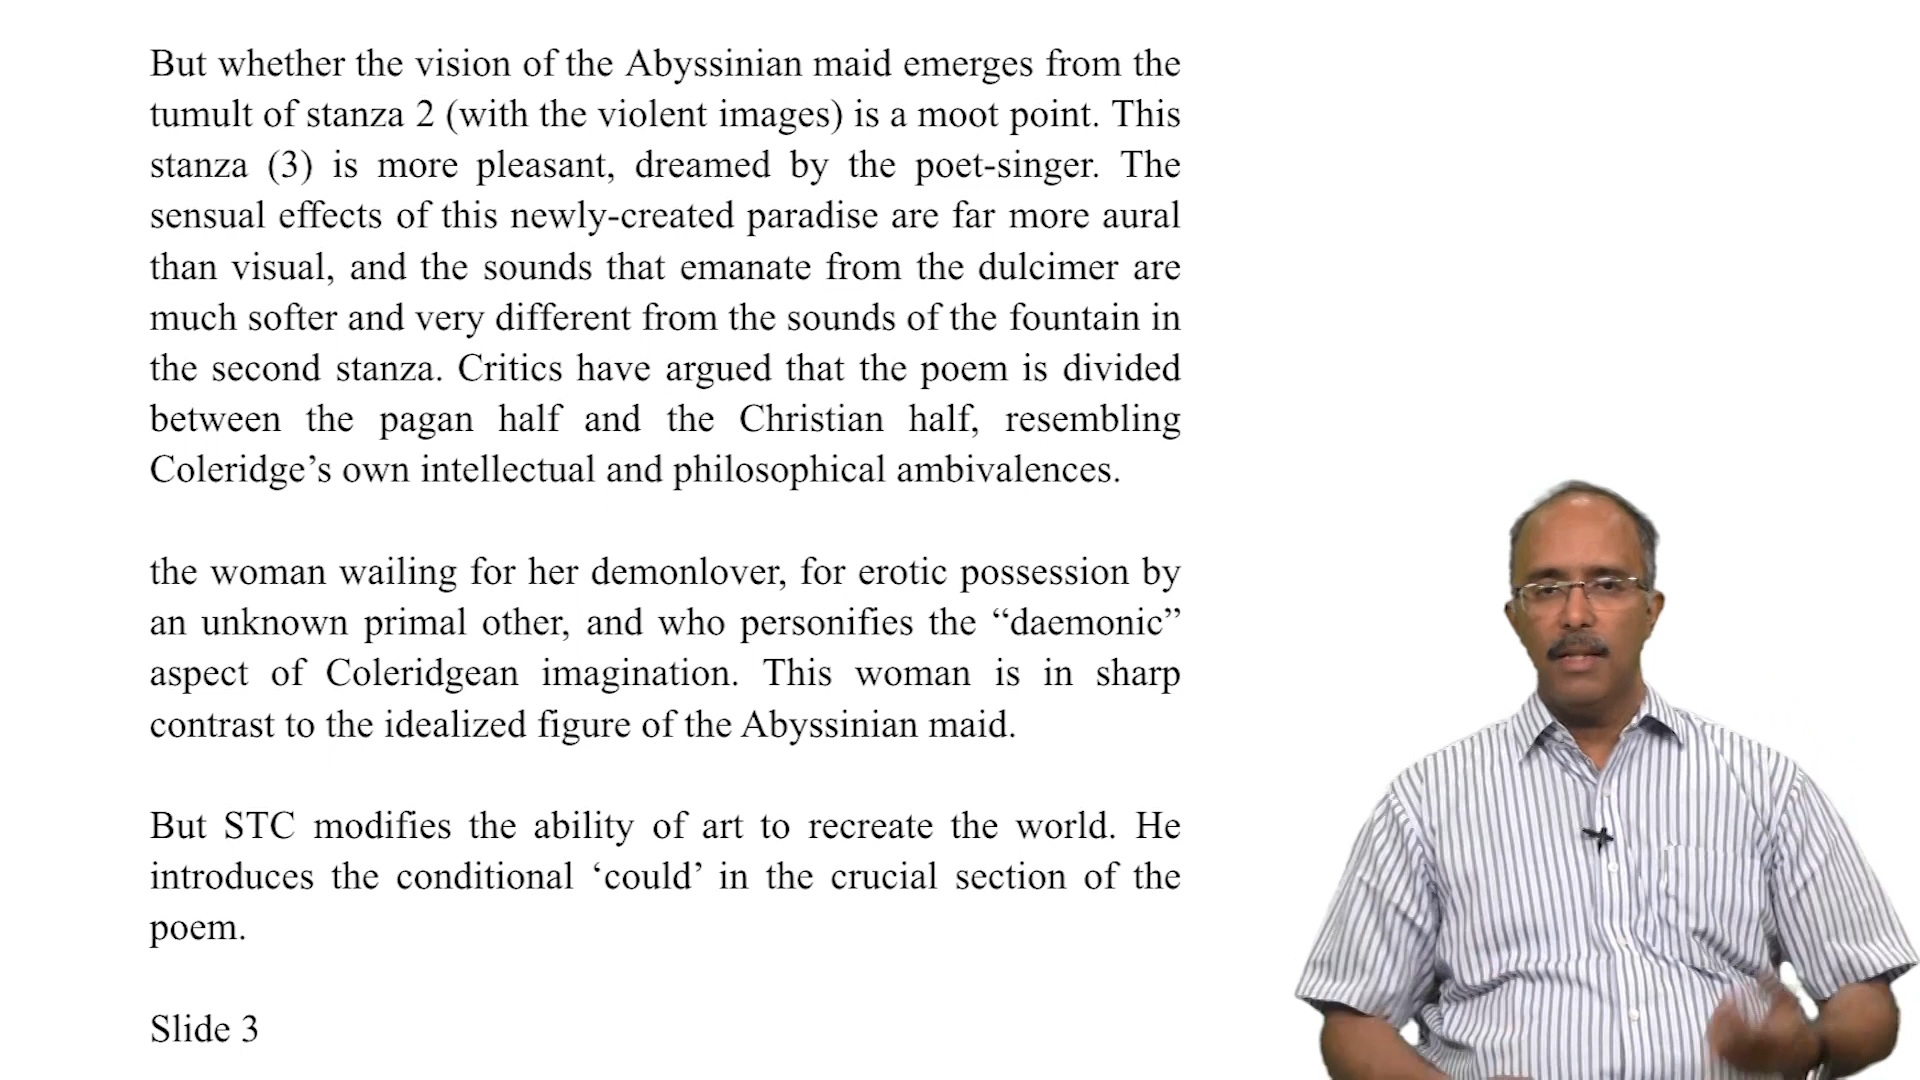 But whether the vision of the Abyssinian maid emerges from the
tumult of stanza 2 (with the violent images) is a moot point. This
stanza (3) is more pleasant, dreamed by the poet-singer. The
sensual effects of this newly-created paradise are far more aural
than visual, and the sounds that emanate from the dulcimer are
much softer and very different from the sounds of the fountain in
the second stanza. Critics have argued that the poem is divided
between the pagan half and the Christian half, resembling
Coleridge’s own intellectual and philosophical ambivalences.
the woman wailing for her demonlover, for erotic possession by
an unknown primal other, and who personifies the “daemonic”
aspect of Coleridgean imagination. This woman is in sharp
contrast to the idealized figure of the Abyssinian maid.
But STC modifies the ability of art to recreate the world. He
introduces the conditional ‘could’ in the crucial section of the
poem.
Slide 3